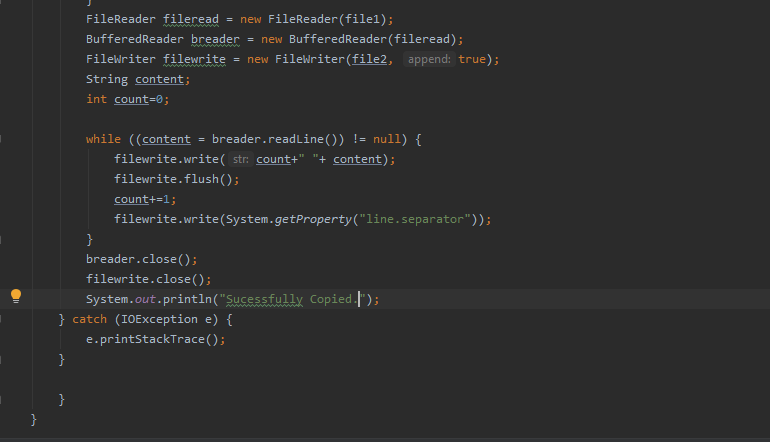 }
FileReader fileread = new FileReader(file1);
BufferedReader breader = new BufferedReader(fileread);
FileWriter filewrite = new FileWriter(file2, append: true);
String content;
int count=0;
while ((content = breader.readLine()) != null) {
filewrite.write( str: count+" "+ content);
filewrite.flush();
count+=1;
filewrite.write(System.getProperty("line.separator"));
}
breader.close();
filewrite.close();
System.out.println("Sucessfully Copied.");
} catch (IOException e) {
e.printStackTrace();
}
}
}